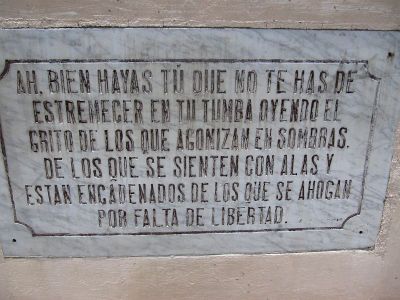 AH, BIEN HAYAS TÚ QUE NO TE HAS DE
ESTREMECER EN TU TUMBA OYENDO EL
GRITO DE LOS QUE AGONIZAN EN SOMBRAS.
DE LOS QUE SE SIENTEN CON ALAS Y
ESTAN ENCADENADOS DE LOS QUE SE AHOGAN
POR FALTA DE LIBERTAD.